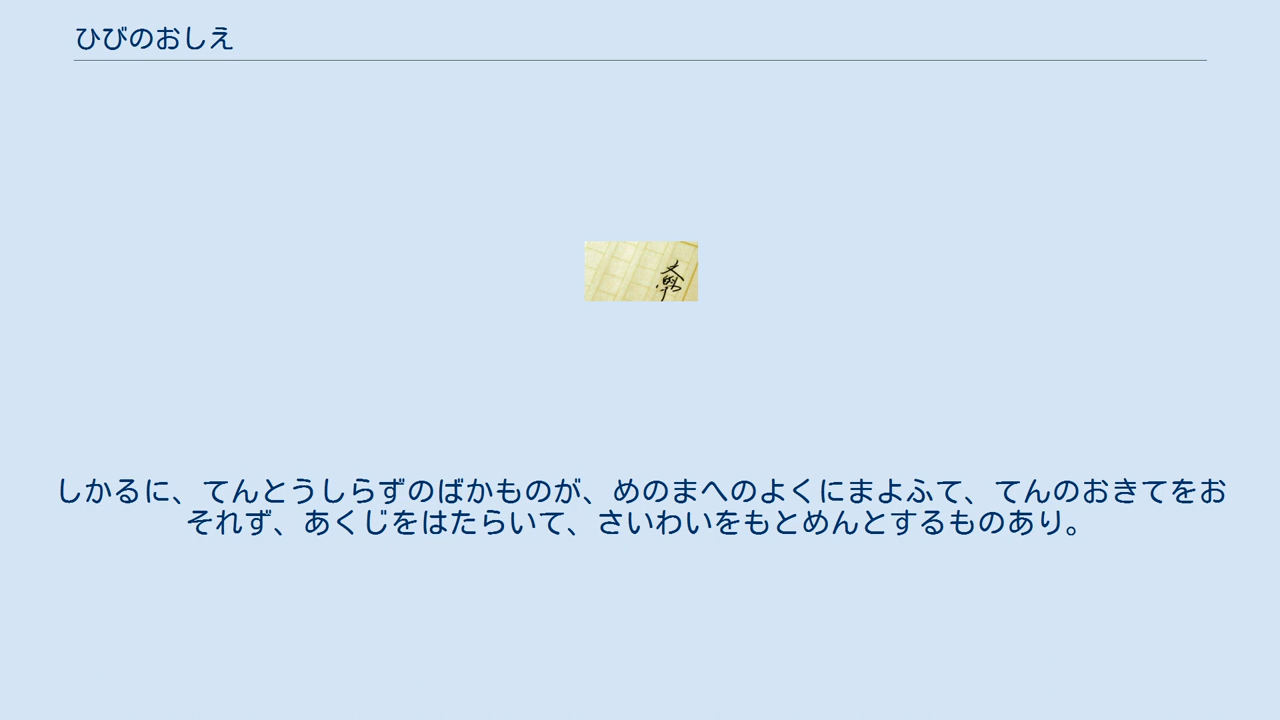 ひびのおしえ
しかるに、てんとうしらずのばかものが、めのまへのよくにまよふて、てんのおきてをお
それず、あくじをはたらいて、さいわいをもとめんとするものあり。